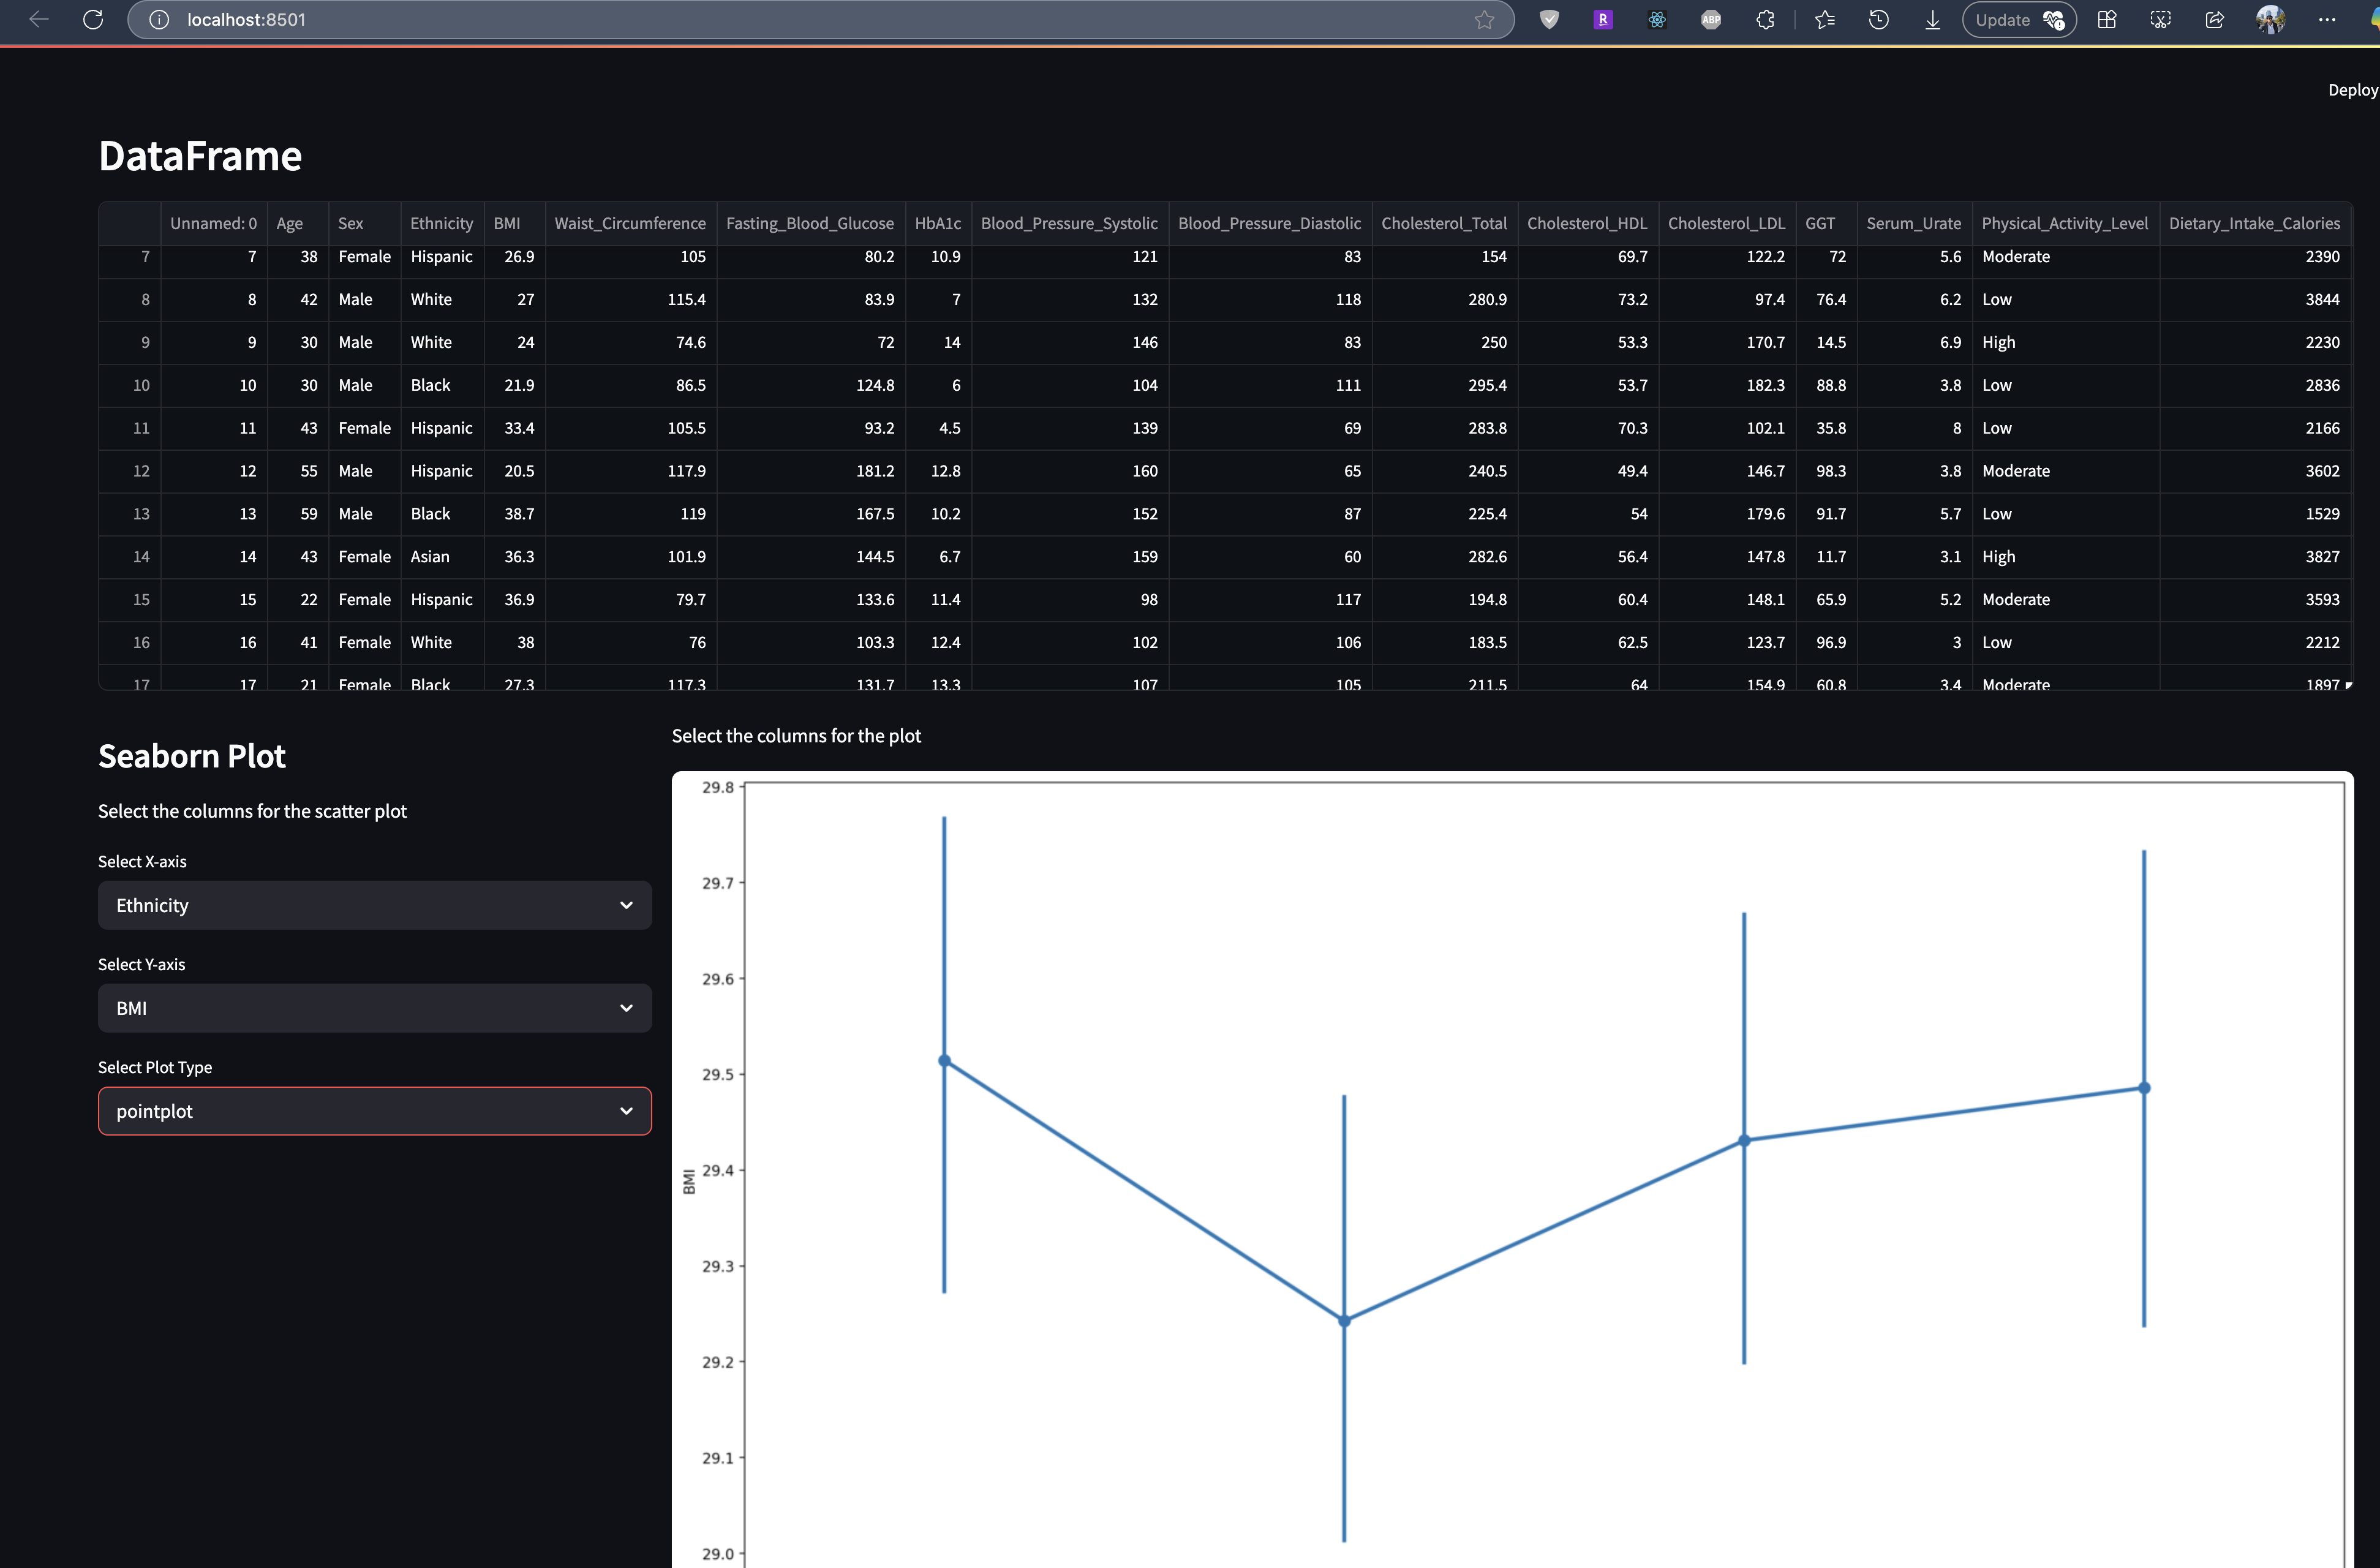 localhost:8501
R
ABP
Update
Deploy
DataFrame
Unnamed: 0 Age Sex Ethnicity BMI Waist_Circumference Fasting_Blood_Glucose HbA1c Blood_Pressure_Systolic Blood_Pressure_Diastolic Cholesterol_Total Cholesterol_HDL Cholesterol_LDL GGT Serum_Urate Physical_Activity_Level Dietary_Intake_Calories
7 7 38 Female Hispanic 26.9 105 80.2 10.9 121 83 154 69.7 122.2 72 5.6 Moderate 2390
8 8 42 Male White 27 115.4 83.9 7 132 118 280.9 73.2 97.4 76.4 6.2 Low 3844
9 9 30 Male White 24 74.6 72 14 146 83 250 53.3 170.7 14.5 6.9 High 2230
10 10 30 Male Black 21.9 86.5 124.8 6 104 111 295.4 53.7 182.3 88.8 3.8 Low 2836
11 11 43 Female Hispanic 33.4 105.5 93.2 4.5 139 69 283.8 70.3 102.1 35.8 8 Low 2166
12 12 55 Male Hispanic 20.5 117.9 181.2 12.8 160 65 240.5 49.4 146.7 98.3 3.8 Moderate 3602
13 13 59 Male Black 38.7 119 167.5 10.2 152 87 225.4 54 179.6 91.7 5.7 Low 1529
14 14 43 Female Asian 36.3 101.9 144.5 6.7 159 60 282.6 56.4 147.8 11.7 3.1 High 3827
15 15 22 Female Hispanic 36.9 79.7 133.6 11.4 98 117 194.8 60.4 148.1 65.9 5.2 Moderate 3593
16 16 41 Female White 38 76 103.3 12.4 102 106 183.5 62.5 123.7 96.9 3 Low 2212
17 17 21 Female Black 27.3 117.3 131.7 13.3 107 105 211.5 64 154.9 60.8 3.4 Moderate 1897
Seaborn Plot
Select the columns for the scatter plot
Select X-axis
Ethnicity
Select Y-axis
BMI
Select Plot Type
pointplot
Select the columns for the plot
29.8
29.7
29.6
29.5
29.4
29.3
29.2
29.1
29.0
BMI